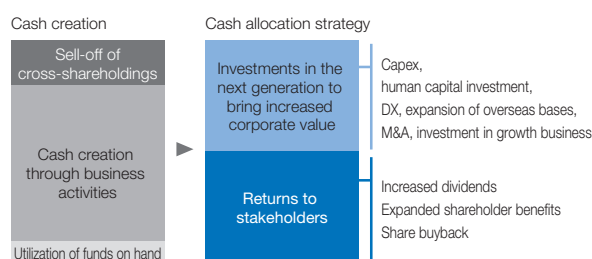 Cash creation
Sell-off of
cross-shareholdings
Cash creation
through business
activities
Utilization of funds on hand
Cash allocation strategy
Investments in the
next generation to
bring increased
corporate value
Returns to
stakeholders
Capex,
human capital investment,
DX, expansion of overseas bases,
M&A, investment in growth business
Increased dividends
Expanded shareholder benefits
Share buyback